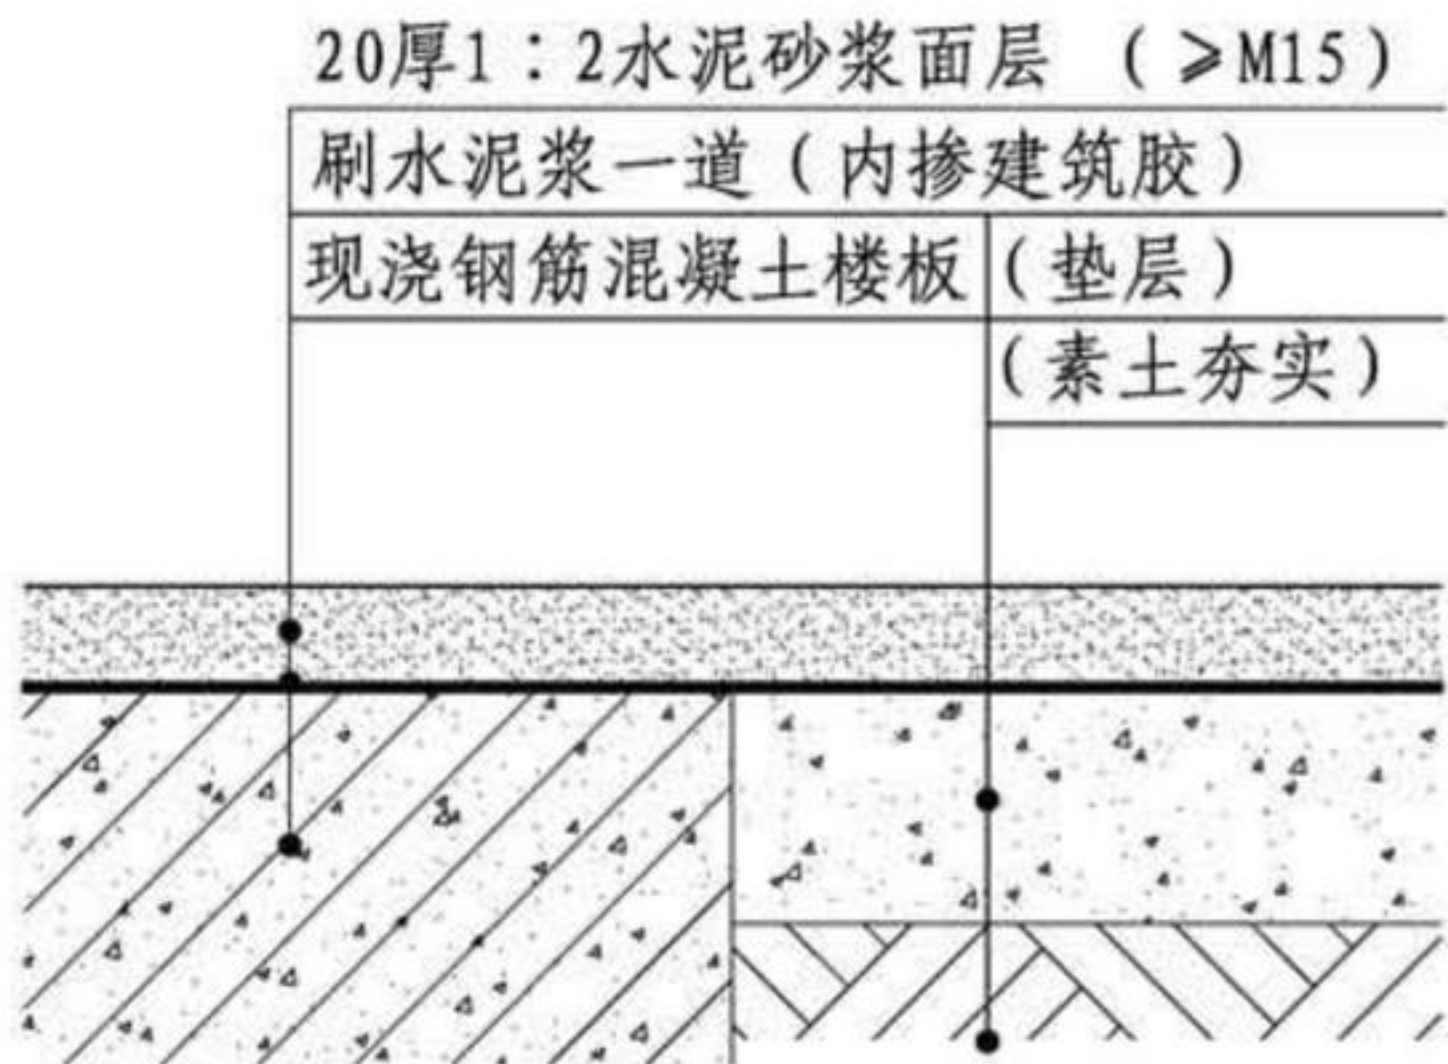 20厚1：2水泥砂浆面层 （≥M15）
刷水泥浆一道（内掺建筑胶）
现浇钢筋混凝土楼板（垫层）
（素土夯实）